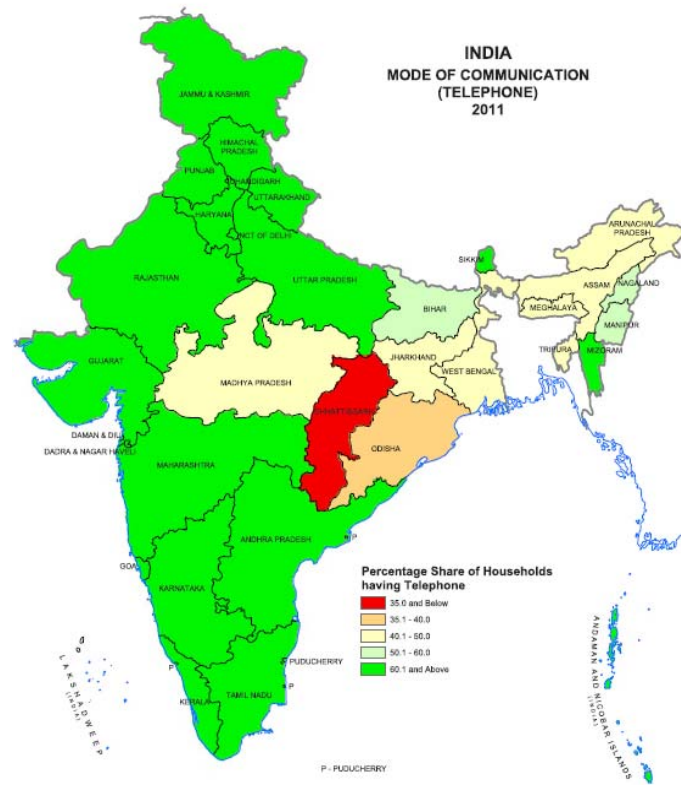 INDIA
MODE OF COMMUNICATION
(TELEPHONE)
2011
JAMMU & KASHMIR
HIMACHAL
PRADESH
PUNJAB
CHANDIGARH
UTTARAKHAND
HARYANA
NCT OF DELHI
ARUNACHAL
PRADESH
RAJASTHAN
UTTAR PRADESH
SIKKIM
ASSAM
NAGALAND
BIHAR
MEGHALAYA
MANIPUR
GUJARAT
MADHYA PRADESH
JHARKHAND
WEST BENGAL
TRIPURA
MIZORAM
CHHATTISGARH
DAMAN & DIU
DADRA & NAGAR HAVELI
ODISHA
MAHARASHTRA
ANDHRA PRADESH
P
GOA
KARNATAKA
Percentage Share of Households
having Telephone
35.0 and Below
35.1 - 40.0
40.1 - 50.0
50.1 - 60.0
60.1 and Above
LAKSHADWEEP
(INDIA)
P
PUDUCHERRY
P
KERALA
TAMIL NADU
ANDAMAN AND NICOBAR ISLANDS
(INDIA)
P - PUDUCHERRY